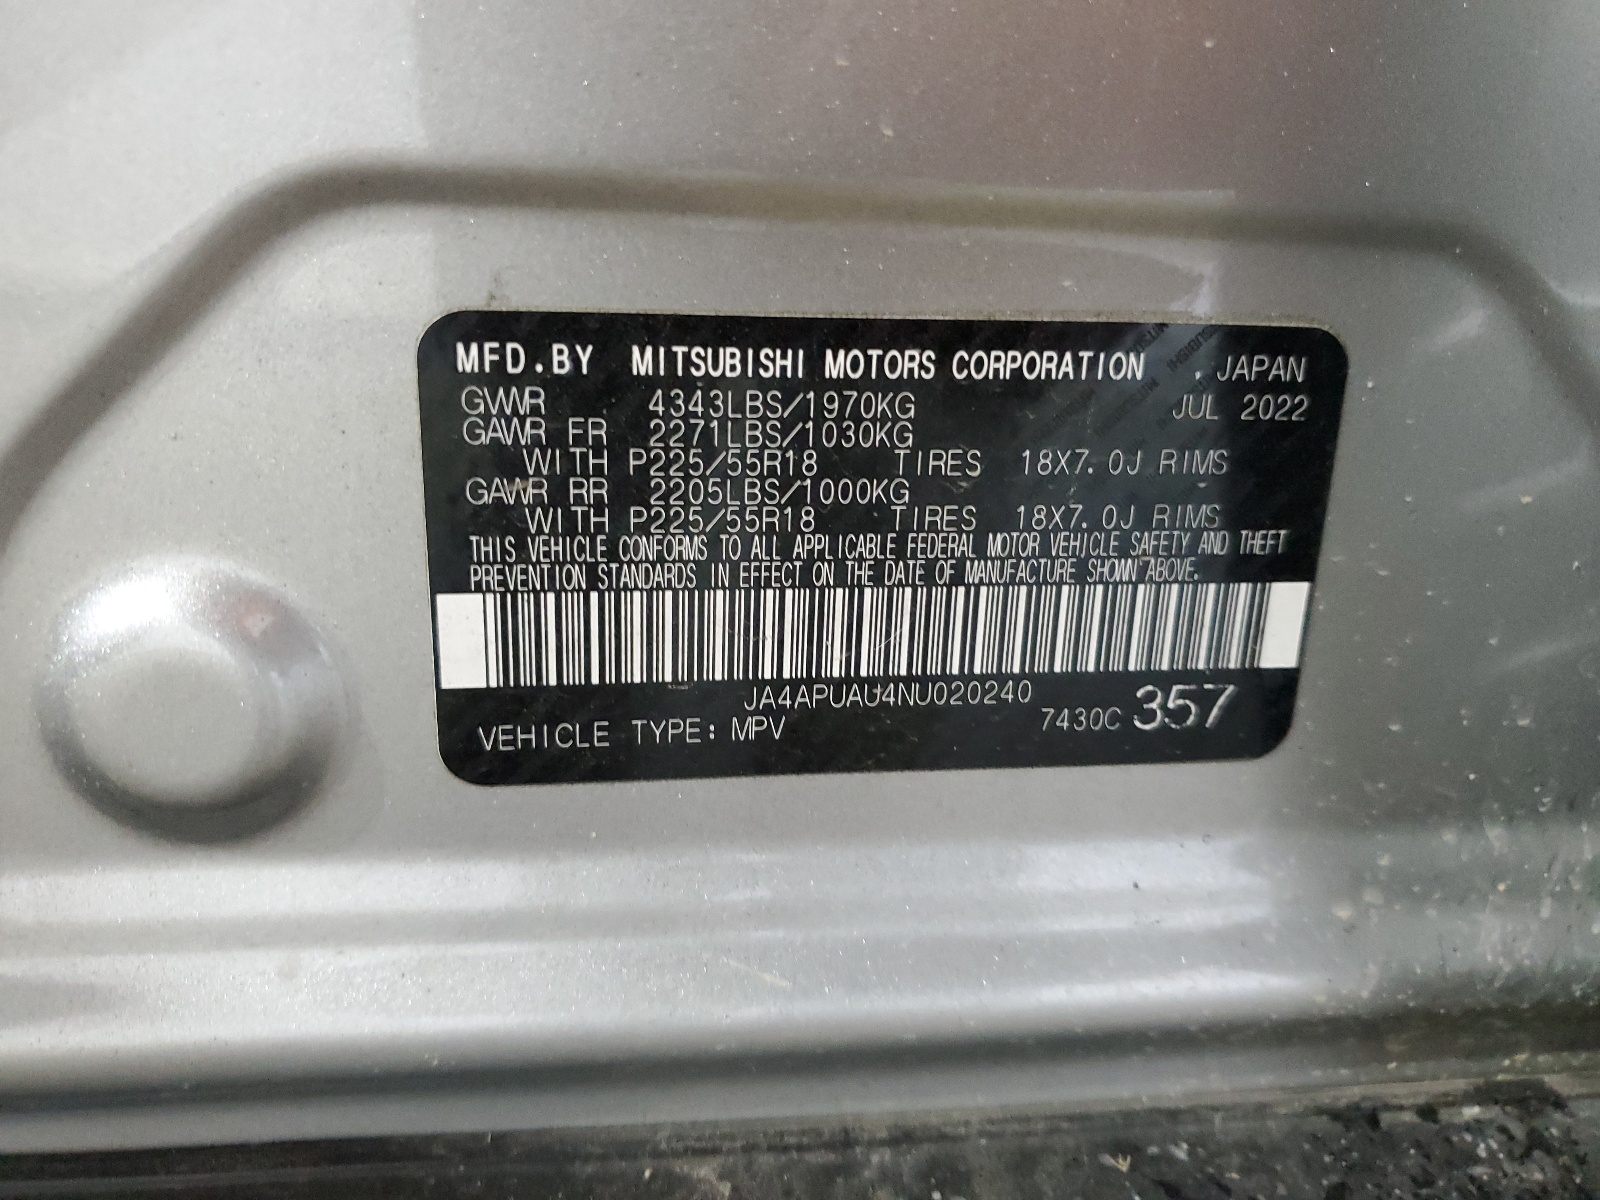 MFD.BY MITSUBISHI MOTORS CORPORATION , JAPAN
GVWR 4343LBS/1970KG JUL 2022
GAWR FR 2271LBS/1030KG
WITH P225/55R18 TIRES 18X7.0J RIMS
GAWR RR 2205LBS/1000KG
WITH P225/55R18 TIRES 18X7.0J RIMS
THIS VEHICLE CONFORMS TO ALL APPLICABLE FEDERAL MOTOR VEHICLE SAFETY AND THEFT
PREVENTION STANDARDS IN EFFECT ON THE DATE OF MANUFACTURE SHOWN ABOVE.
JA4APUAU4NU020240
VEHICLE TYPE: MPV 7430C 357